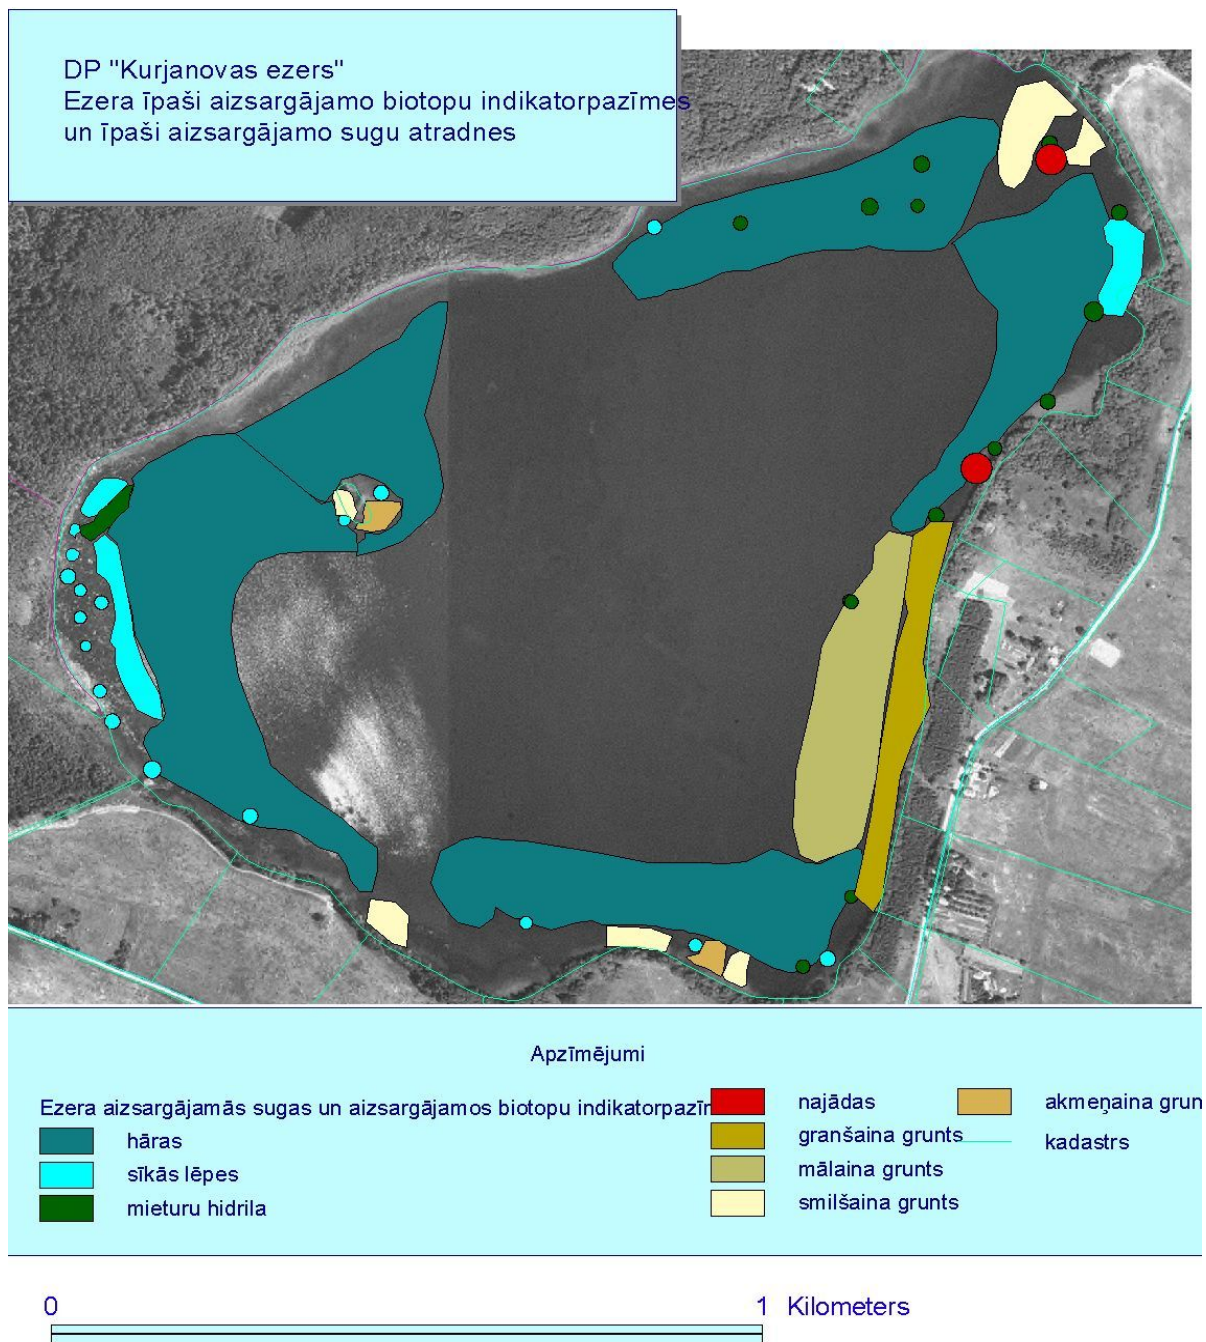 DP "Kurjanovas ezers"
Ezera īpaši aizsargājamo biotopu indikatorpazīmes
un īpaši aizsargājamo sugu atradnes
Apzīmējumi
Ezera aizsargājamās sugas un aizsargājamos biotopu indikatorpazīm
hāras
sīkās lēpes
mieturu hidrila
najādas
granšaina grunts
mālaina grunts
smilšaina grunts
akmeņaina grun
kadastrs
0 1 Kilometers